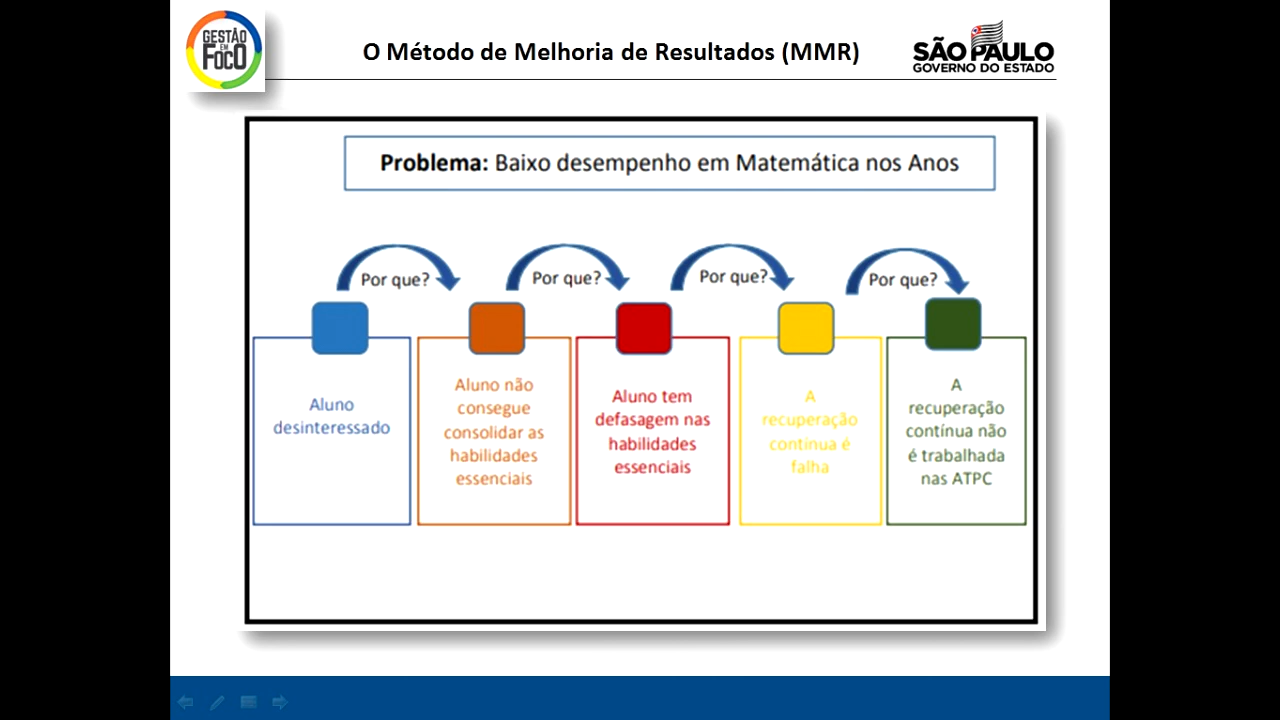 GESTÃO
EM
FOCO
O Método de Melhoria de Resultados (MMR)
SÃO PAULO
GOVERNO DO ESTADO
Problema: Baixo desempenho em Matemática nos Anos
Por que?
Por que?
Por que?
Por que?
Aluno
desinteressado
Aluno não
consegue
consolidar as
habilidades
essenciais
Aluno tem
defasagem nas
habilidades
essenciais
A
recuperação
contínua é
falha
A
recuperação
contínua não
é trabalhada
nas ATPC